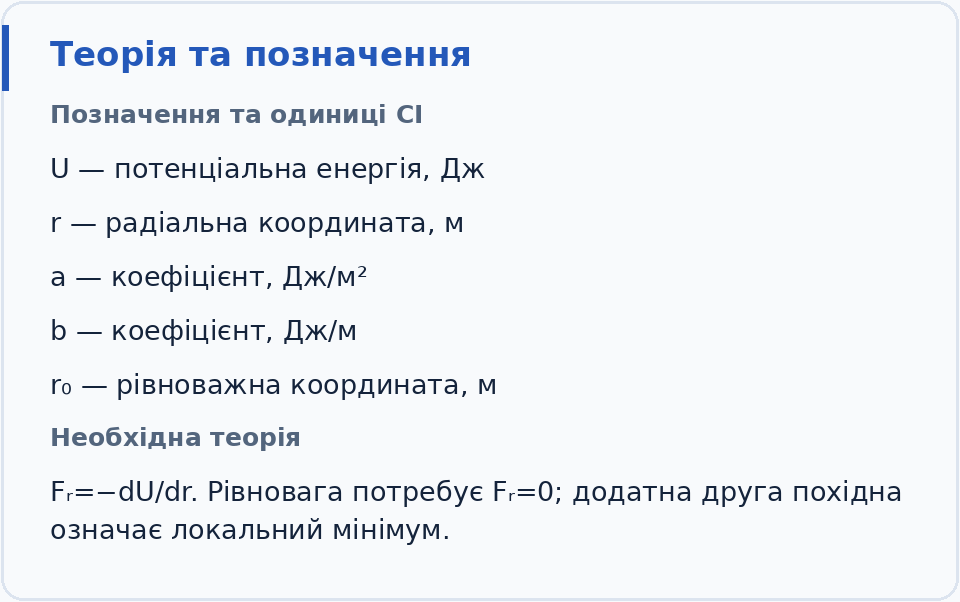 Теорія та позначення
Позначення та одиниці СІ
U — потенціальна енергія, Дж
r — радіальна координата, м
a — коефіцієнт, Дж/м²
b — коефіцієнт, Дж/м
r₀ — рівноважна координата, м
Необхідна теорія
Fᵣ=−dU/dr. Рівновага потребує Fᵣ=0; додатна друга похідна
означає локальний мінімум.